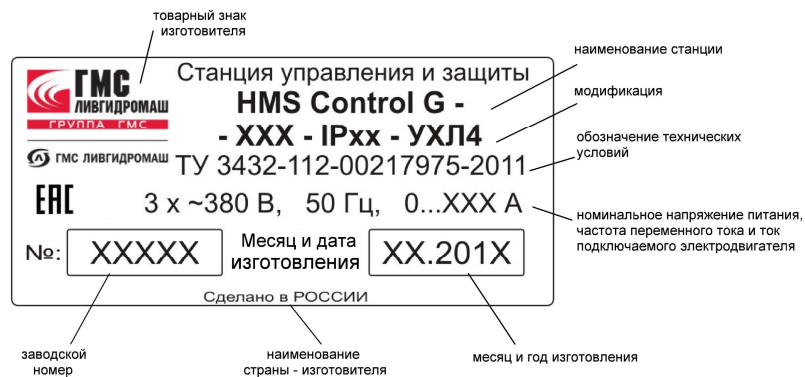 товарный знак
изготовителя
наименование станции
модификация
обозначение технических
условий
номинальное напряжение питания,
частота переменного тока и ток
подключаемого электродвигателя
ГМС
ЛИВГИДРОМАШ
ГРУППА ГМС
ГМС ЛИВГИДРОМАШ
Станция управления и защиты
HMS Control G -
- XXX - IPxx - УХЛ4
ТУ 3432-112-00217975-2011
EAC
3 x ~380 В, 50 Гц, 0...XXX А
№: XXXXX
Месяц и дата
изготовления
XX.201X
Сделано в РОССИИ
заводской
номер
наименование
страны - изготовителя
месяц и год изготовления